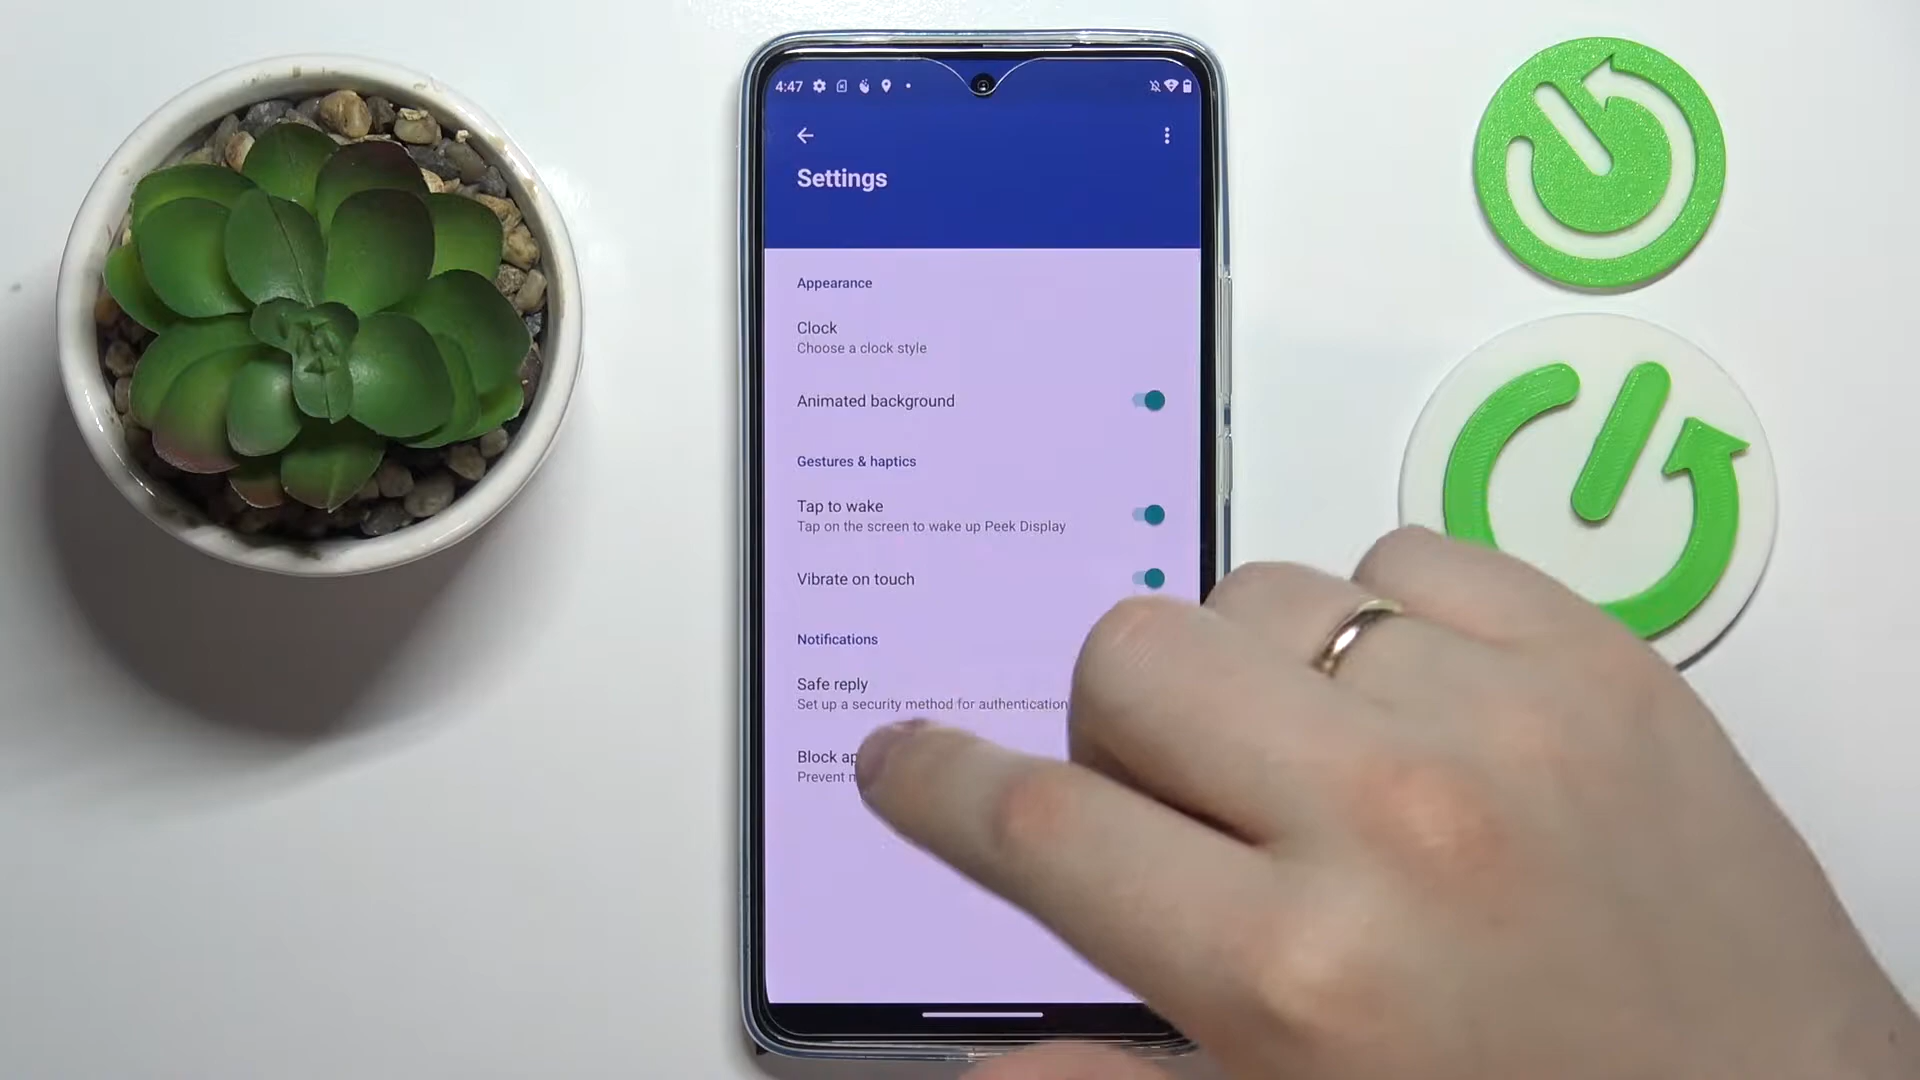 4:47
Settings
Appearance
Clock
Choose a clock style
Animated background
Gestures & haptics
Tap to wake
Tap on the screen to wake up Peek Display
Vibrate on touch
Notifications
Safe reply
Set up a security method for authentication
Block
Prevent